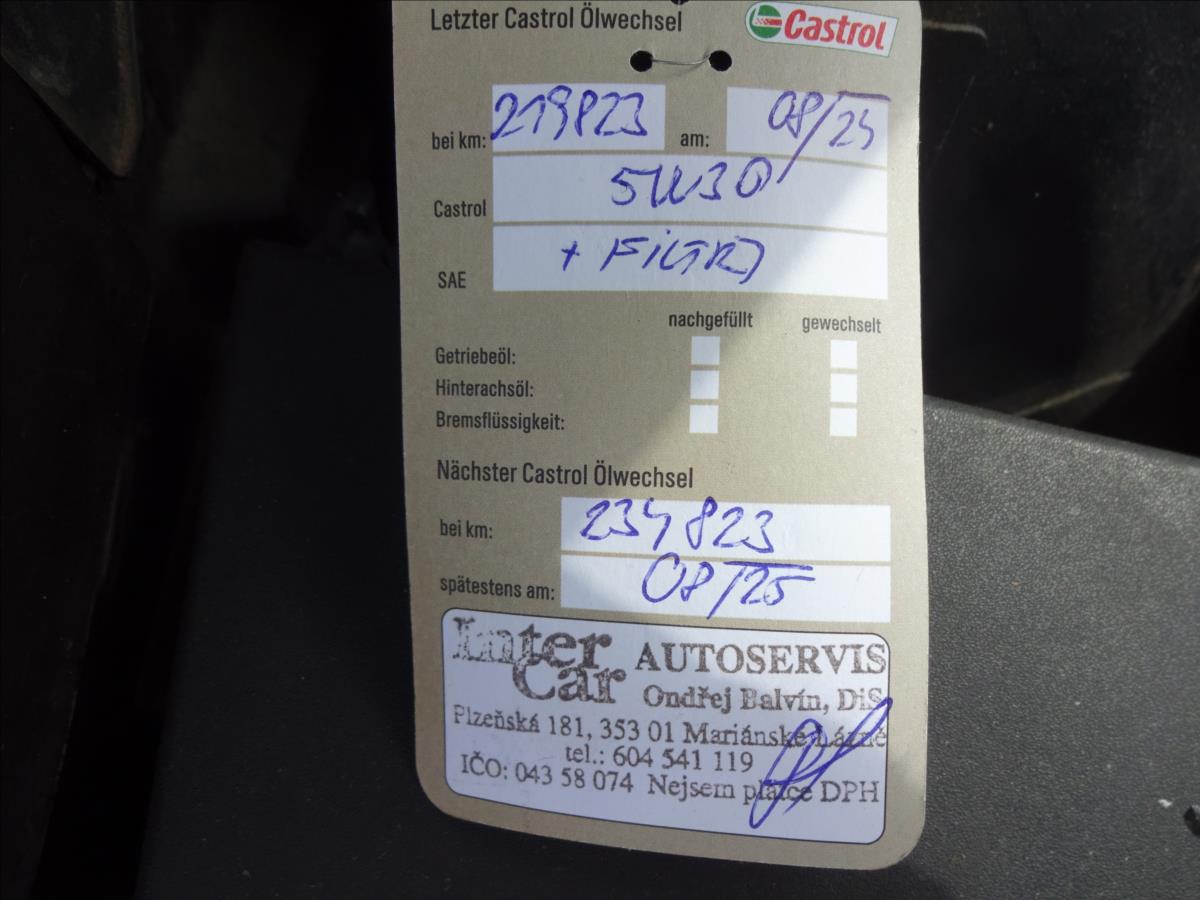 Letzter Castrol Ölwechsel
Castrol
bei km: 219823 am: 08/24
Castrol 5W30
SAE + FILTRY
nachgefüllt gewechselt
Getriebeöl:
Hinterachsöl:
Bremsflüssigkeit:
Nächster Castrol Ölwechsel
bei km: 234823
spätestens am: 08/25
Inter Car AUTOSERVIS
Ondřej Balvín, DiS
Plzeňská 181, 353 01 Mariánské Lázně
tel.: 604 541 119
IČO: 043 58 074 Nejsem plátce DPH